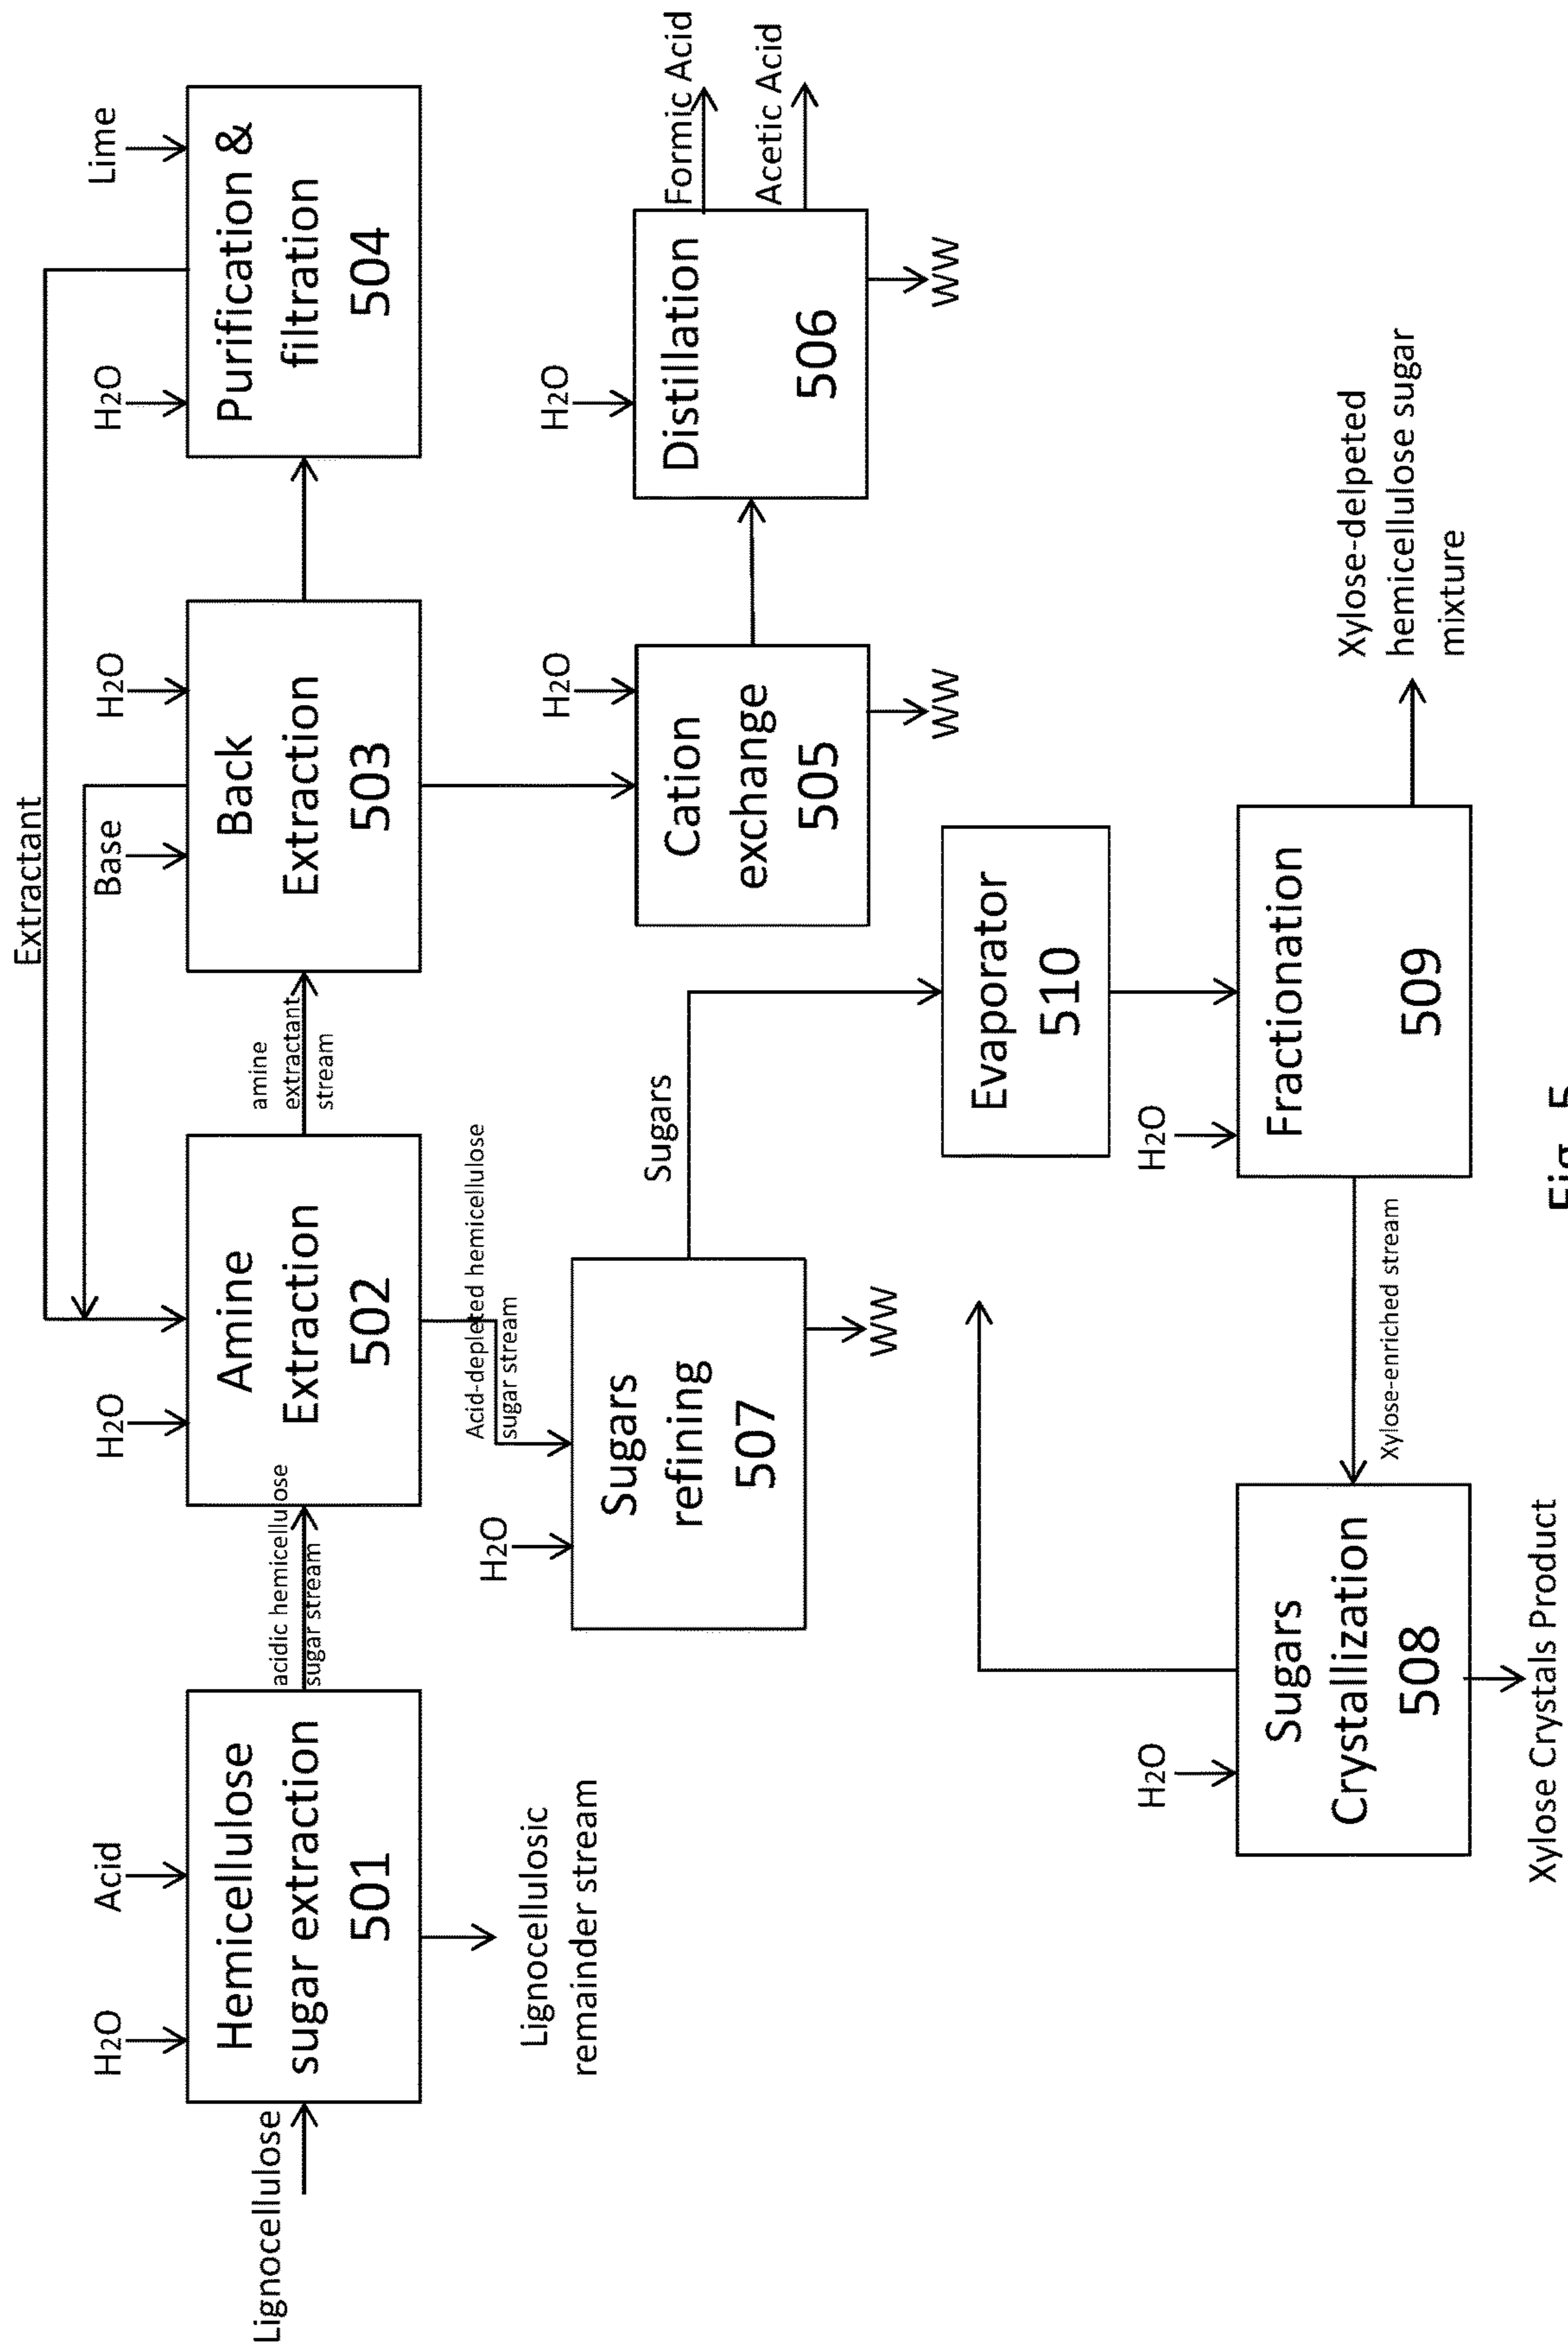 Extractant
H2O
Acid
H2O
Base
H2O
H2O
Lime
Lignocellulose
Hemicellulose
sugar extraction
501
acidic hemicellulose
sugar stream
Amine
Extraction
502
amine
extractant
stream
Back
Extraction
503
Purification &
filtration
504
Lignocellulosic
remainder stream
Acid-depleted hemicellulose
sugar stream
H2O
Sugars
refining
507
WW
Sugars
H2O
Cation
exchange
505
WW
H2O
Distillation
506
WW
Formic Acid
Acetic Acid
Evaporator
510
H2O
Sugars
Crystallization
508
Xylose Crystals Product
Xylose-enriched stream
H2O
Fractionation
509
Xylose-delpeted
hemicellulose sugar
mixture
Fig. 5